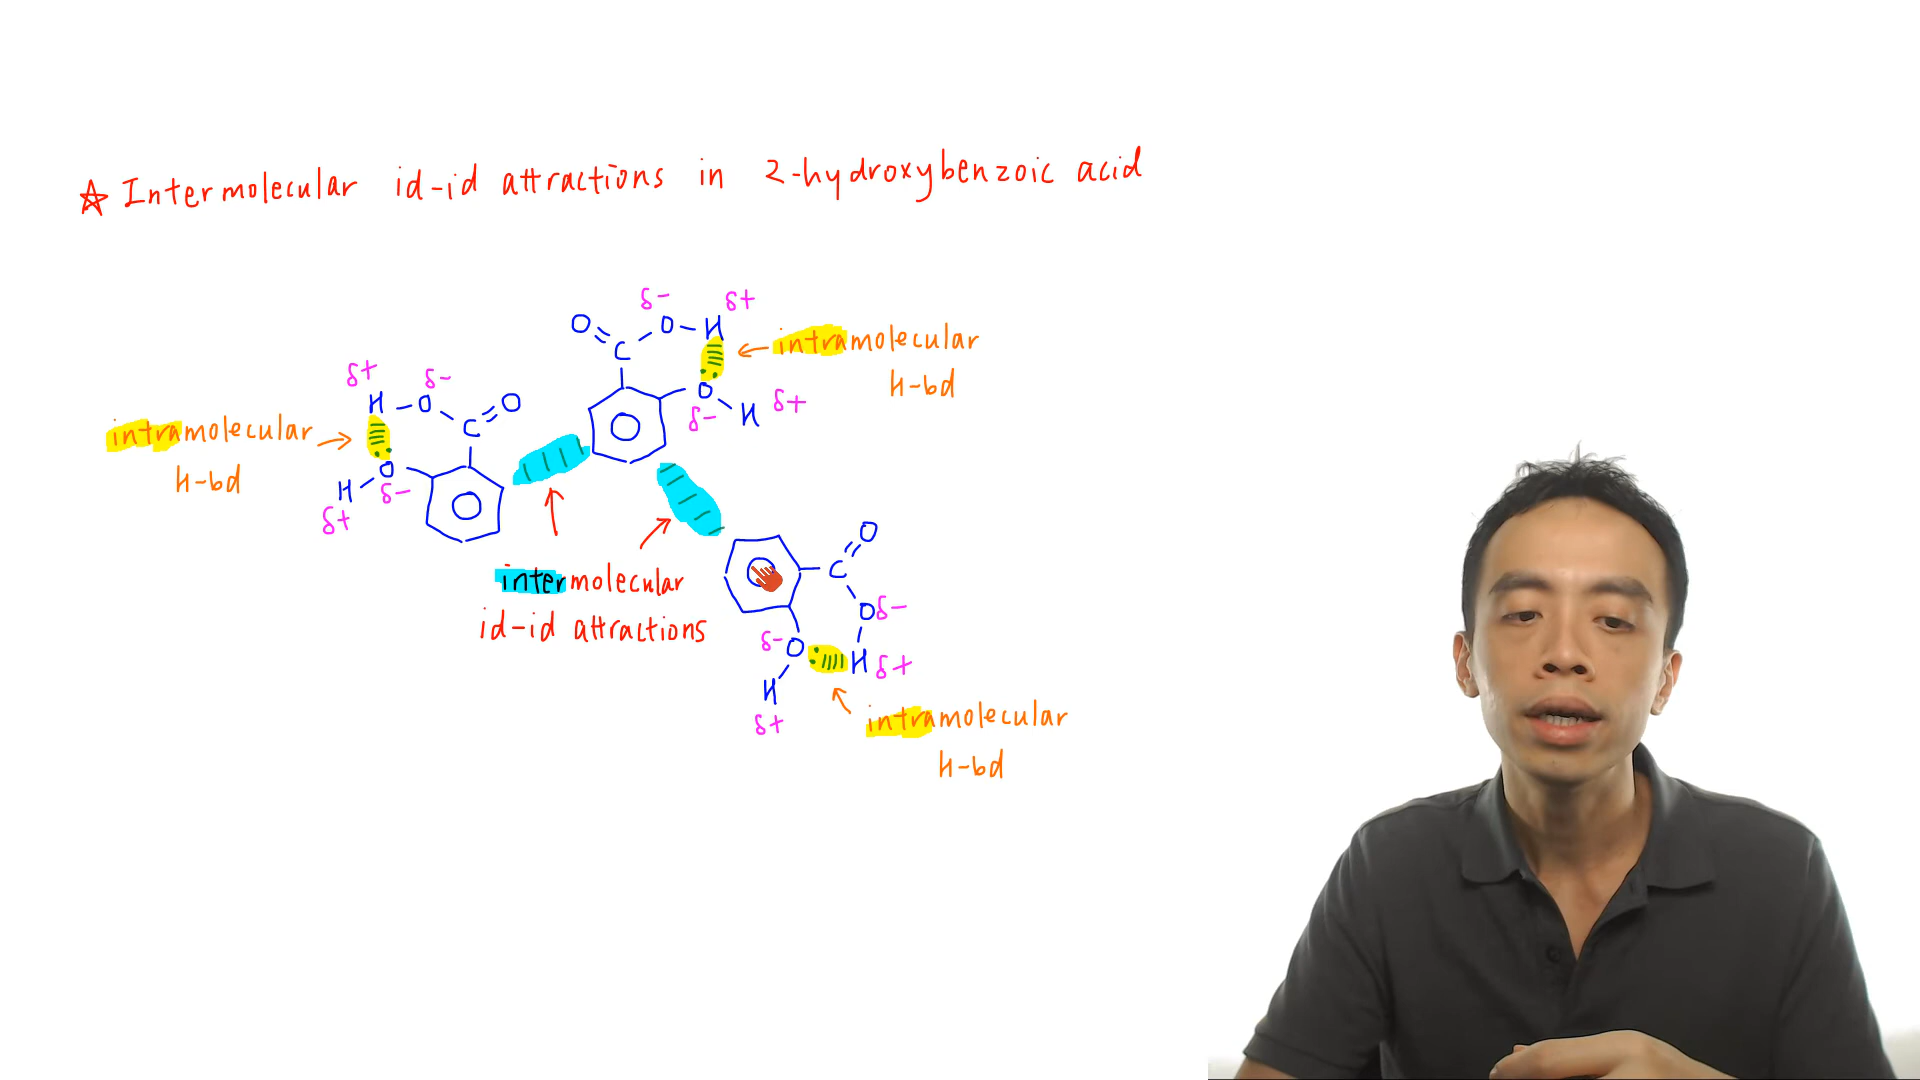 ☆ Intermolecular id-id attractions in 2-hydroxybenzoic acid
δ- δ+
O O-H
C
intramolecular
H-bd
O H δ+
δ-
δ+ δ-
H-O O
C
intramolecular
H-bd
O
H δ-
δ+
intermolecular
id-id attractions
O
C
Oδ-
δ- O H δ+
H
δ+
intramolecular
H-bd